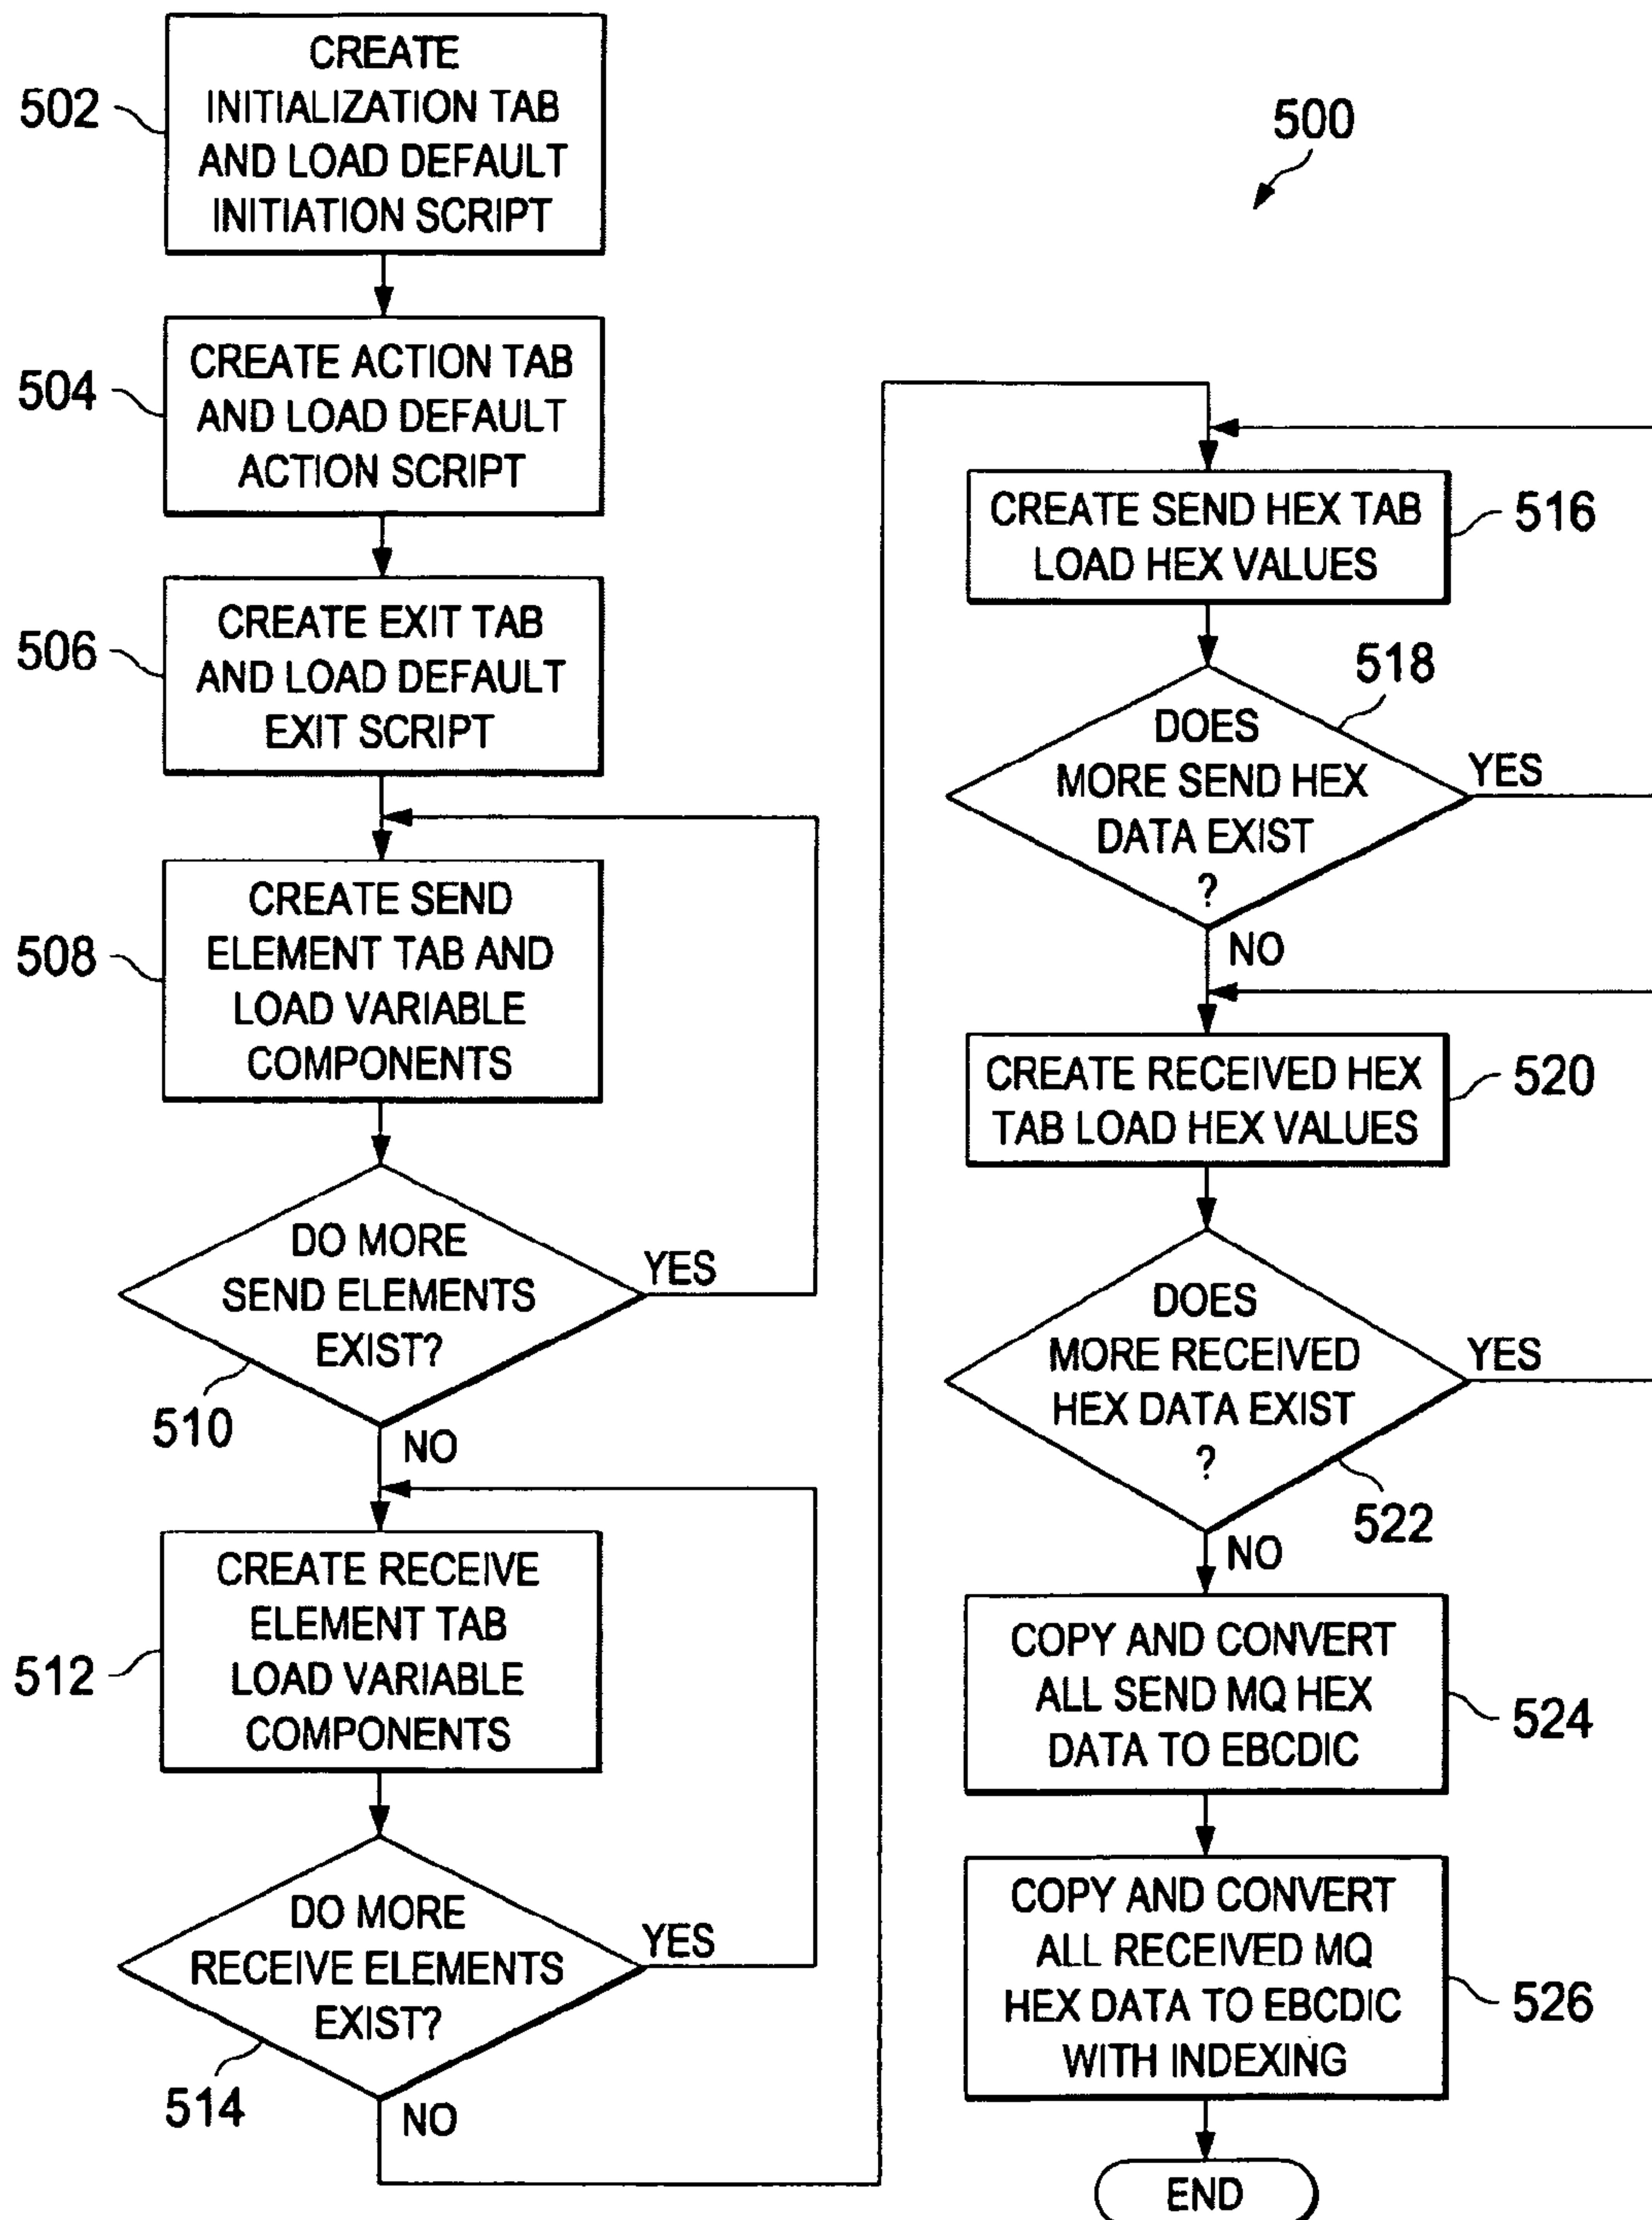 502
CREATE
INITIALIZATION TAB
AND LOAD DEFAULT
INITIATION SCRIPT
504
CREATE ACTION TAB
AND LOAD DEFAULT
ACTION SCRIPT
506
CREATE EXIT TAB
AND LOAD DEFAULT
EXIT SCRIPT
508
CREATE SEND
ELEMENT TAB AND
LOAD VARIABLE
COMPONENTS
DO MORE
SEND ELEMENTS
EXIST?
YES
510
NO
512
CREATE RECEIVE
ELEMENT TAB
LOAD VARIABLE
COMPONENTS
DO MORE
RECEIVE ELEMENTS
EXIST?
YES
514
NO
500
CREATE SEND HEX TAB
LOAD HEX VALUES
516
518
DOES
MORE SEND HEX
DATA EXIST
?
YES
NO
CREATE RECEIVED HEX
TAB LOAD HEX VALUES
520
DOES
MORE RECEIVED
HEX DATA EXIST
?
YES
522
NO
COPY AND CONVERT
ALL SEND MQ HEX
DATA TO EBCDIC
524
COPY AND CONVERT
ALL RECEIVED MQ
HEX DATA TO EBCDIC
WITH INDEXING
526
END